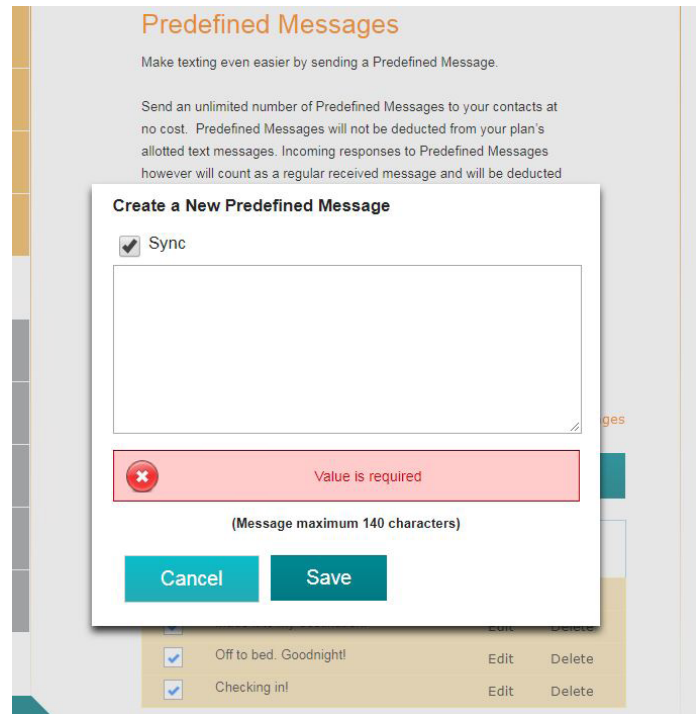 Predefined Messages
Make texting even easier by sending a Predefined Message.
Send an unlimited number of Predefined Messages to your contacts at
no cost. Predefined Messages will not be deducted from your plan's
allotted text messages. Incoming responses to Predefined Messages
however will count as a regular received message and will be deducted
Create a New Predefined Message
Sync
ges
Value is required
(Message maximum 140 characters)
Cancel
Save
Edit Delete
Off to bed. Goodnight! Edit Delete
Checking in! Edit Delete